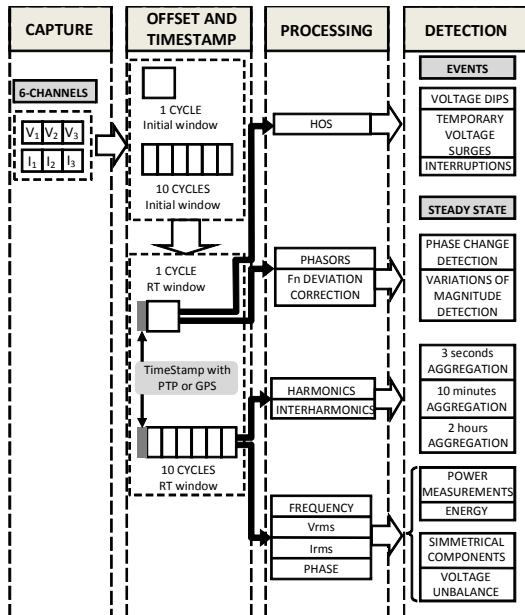 CAPTURE
OFFSET AND
TIMESTAMP
PROCESSING
DETECTION
6-CHANNELS
V1 V2 V3
I1 I2 I3
1 CYCLE
Initial window
10 CYCLES
Initial window
1 CYCLE
RT window
TimeStamp with
PTP or GPS
10 CYCLES
RT window
HOS
PHASORS
Fn DEVIATION
CORRECTION
HARMONICS
INTERHARMONICS
FREQUENCY
Vrms
Irms
PHASE
EVENTS
VOLTAGE DIPS
TEMPORARY
VOLTAGE
SURGES
INTERRUPTIONS
STEADY STATE
PHASE CHANGE
DETECTION
VARIATIONS OF
MAGNITUDE
DETECTION
3 seconds
AGGREGATION
10 minutes
AGGREGATION
2 hours
AGGREGATION
POWER
MEASUREMENTS
ENERGY
SIMMETRICAL
COMPONENTS
VOLTAGE
UNBALANCE